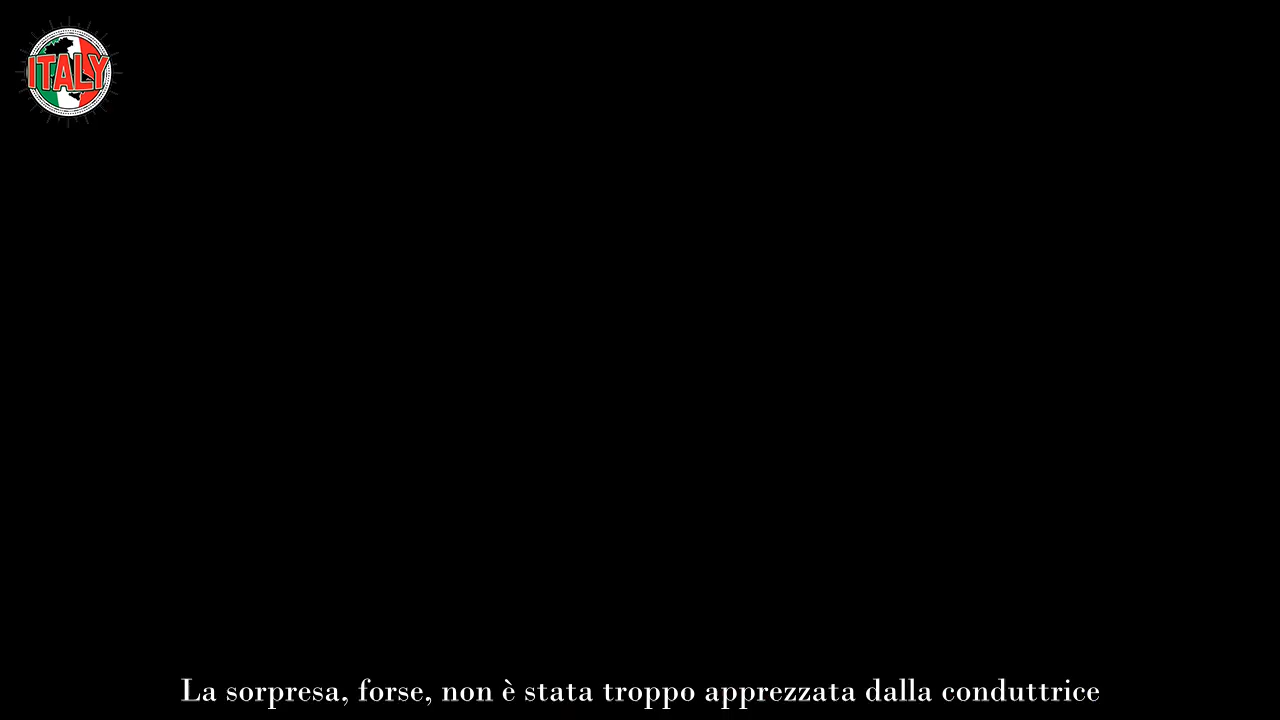 ITALY
La sorpresa, forse, non è stata troppo apprezzata dalla conduttrice